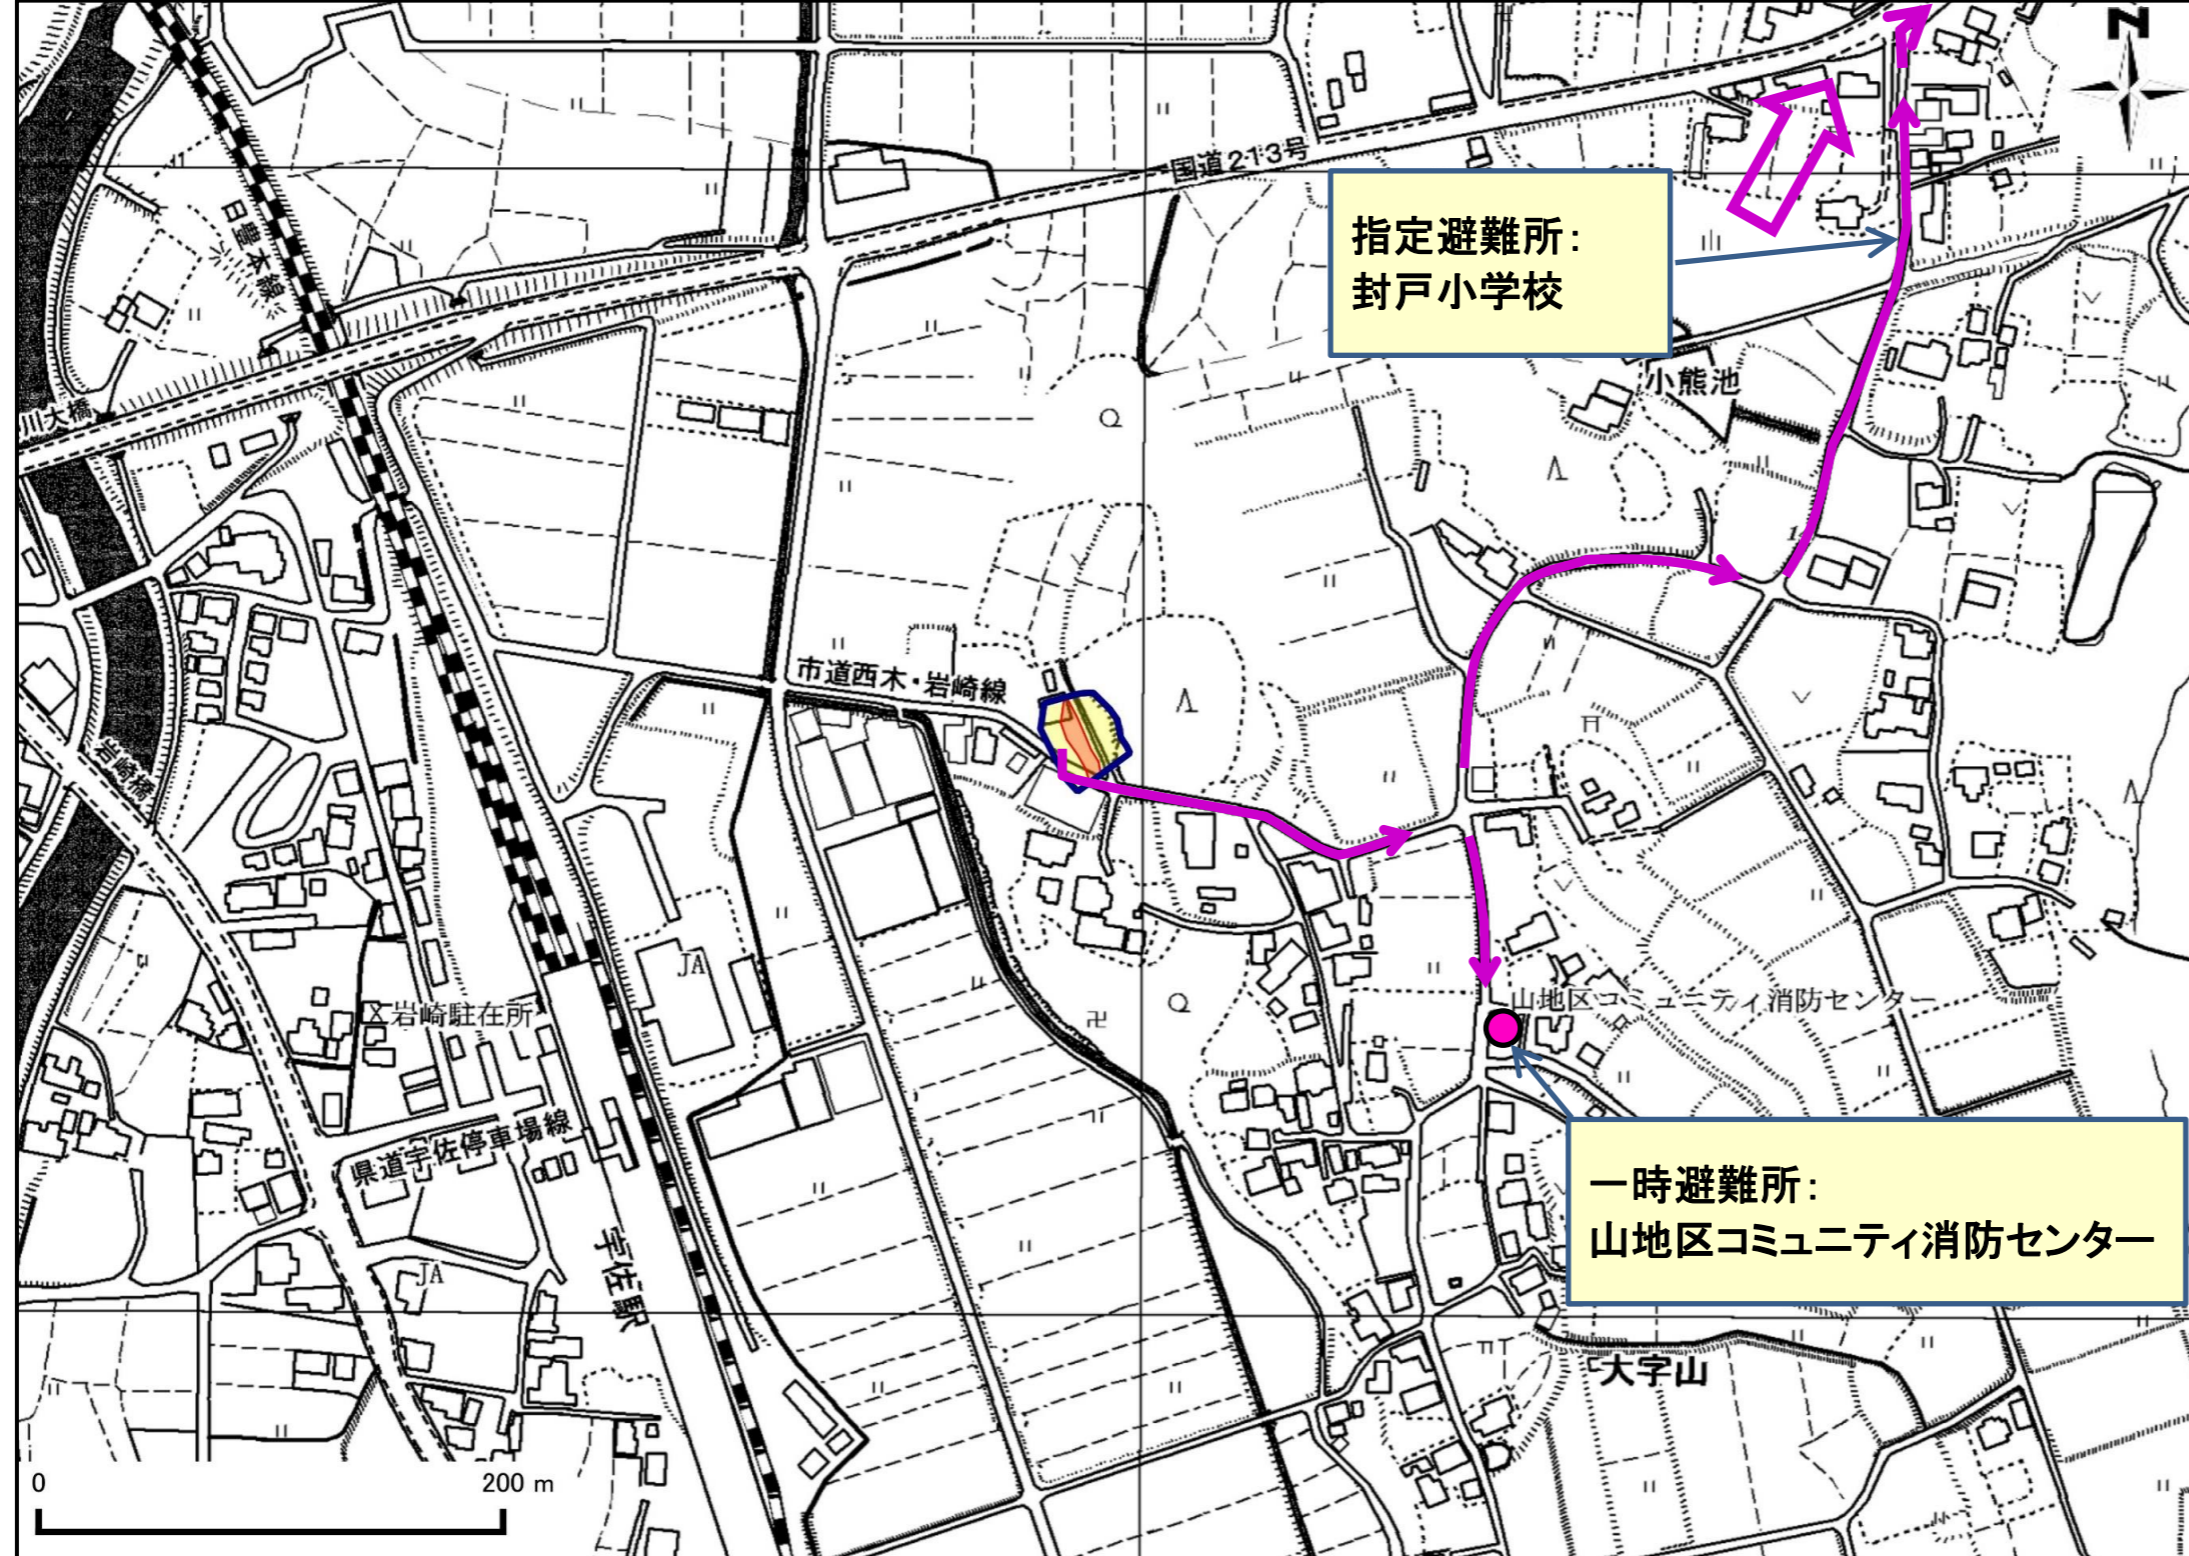 N
国道213号
指定避難所：
封戸小学校
日豊本線
小熊池
川大橋
市道西木・岩崎線
岩崎橋
JA
岩崎駐在所
山地区コミュニティ消防センター
県道宇佐停車場線
一時避難所：
山地区コミュニティ消防センター
宇佐駅
JA
大字山
0
200 m